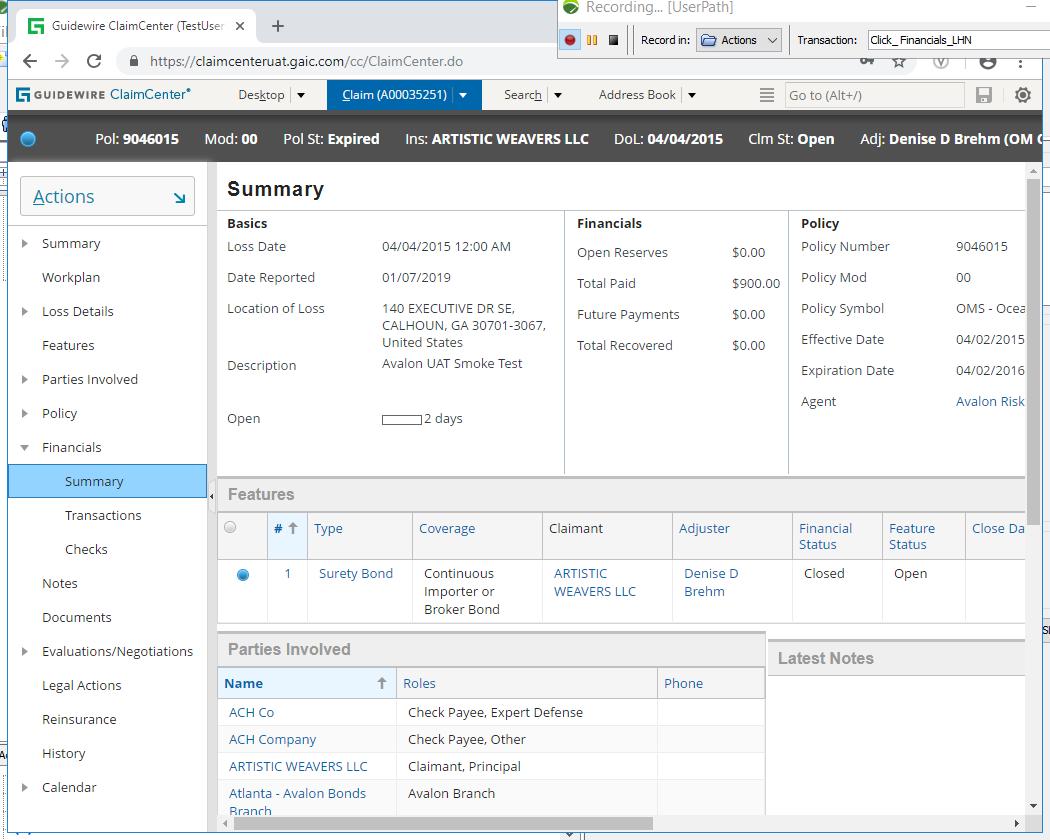 Recording... [UserPath]
Guidewire ClaimCenter (TestUser
Record in: Actions Transaction: Click_Financials_LHN
https://claimcenteruat.gaic.com/cc/ClaimCenter.do
GUIDEWIRE ClaimCenter Desktop Claim (A00035251) Search Address Book Go to (Alt+/)
Pol: 9046015 Mod: 00 Pol St: Expired Ins: ARTISTIC WEAVERS LLC DoL: 04/04/2015 Clm St: Open Adj: Denise D Brehm (OM
Actions
Summary
Workplan
Loss Details
Features
Parties Involved
Policy
Financials
Summary
Transactions
Checks
Notes
Documents
Evaluations/Negotiations
Legal Actions
Reinsurance
History
Calendar
Summary
Basics
Loss Date 04/04/2015 12:00 AM
Date Reported 01/07/2019
Location of Loss 140 EXECUTIVE DR SE,
CALHOUN, GA 30701-3067,
United States
Description Avalon UAT Smoke Test
Open 2 days
Financials
Open Reserves $0.00
Total Paid $900.00
Future Payments $0.00
Total Recovered $0.00
Policy
Policy Number 9046015
Policy Mod 00
Policy Symbol OMS - Ocea
Effective Date 04/02/2015
Expiration Date 04/02/2016
Agent Avalon Risk
Features
# Type Coverage Claimant Adjuster Financial Status Feature Status Close Da
1 Surety Bond Continuous Importer or Broker Bond ARTISTIC WEAVERS LLC Denise D Brehm Closed Open
Parties Involved
Name Roles Phone
ACH Co Check Payee, Expert Defense
ACH Company Check Payee, Other
ARTISTIC WEAVERS LLC Claimant, Principal
Atlanta - Avalon Bonds Branch Avalon Branch
Latest Notes